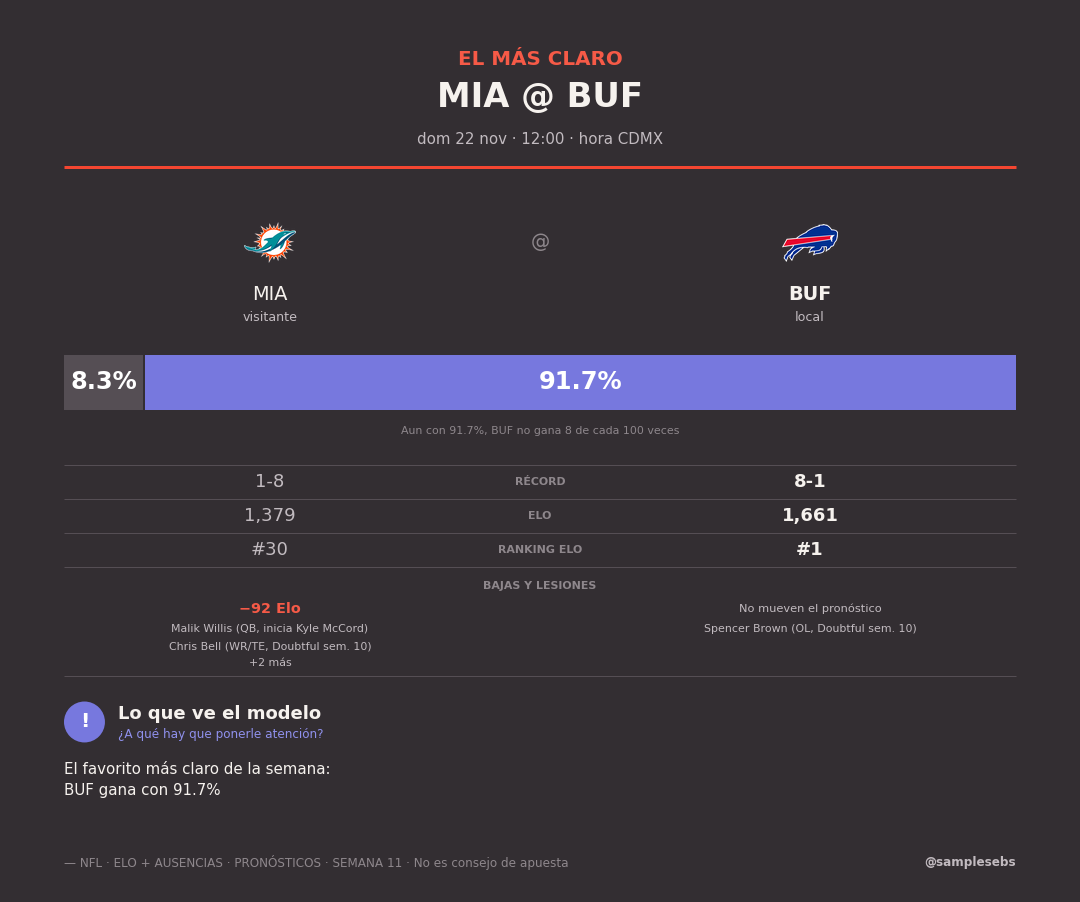 EL MÁS CLARO
MIA @ BUF
dom 22 nov · 12:00 · hora CDMX
@
MIA
BUF
visitante
local
8.3%
91.7%
Aun con 91.7%, BUF no gana 8 de cada 100 veces
1-8 RÉCORD 8-1
1,379 ELO 1,661
#30 RANKING ELO #1
BAJAS Y LESIONES
−92 Elo
Malik Willis (QB, inicia Kyle McCord)
Chris Bell (WR/TE, Doubtful sem. 10)
+2 más
No mueven el pronóstico
Spencer Brown (OL, Doubtful sem. 10)
!
Lo que ve el modelo
¿A qué hay que ponerle atención?
El favorito más claro de la semana:
BUF gana con 91.7%
— NFL · ELO + AUSENCIAS · PRONÓSTICOS · SEMANA 11 · No es consejo de apuesta
@samplesebs